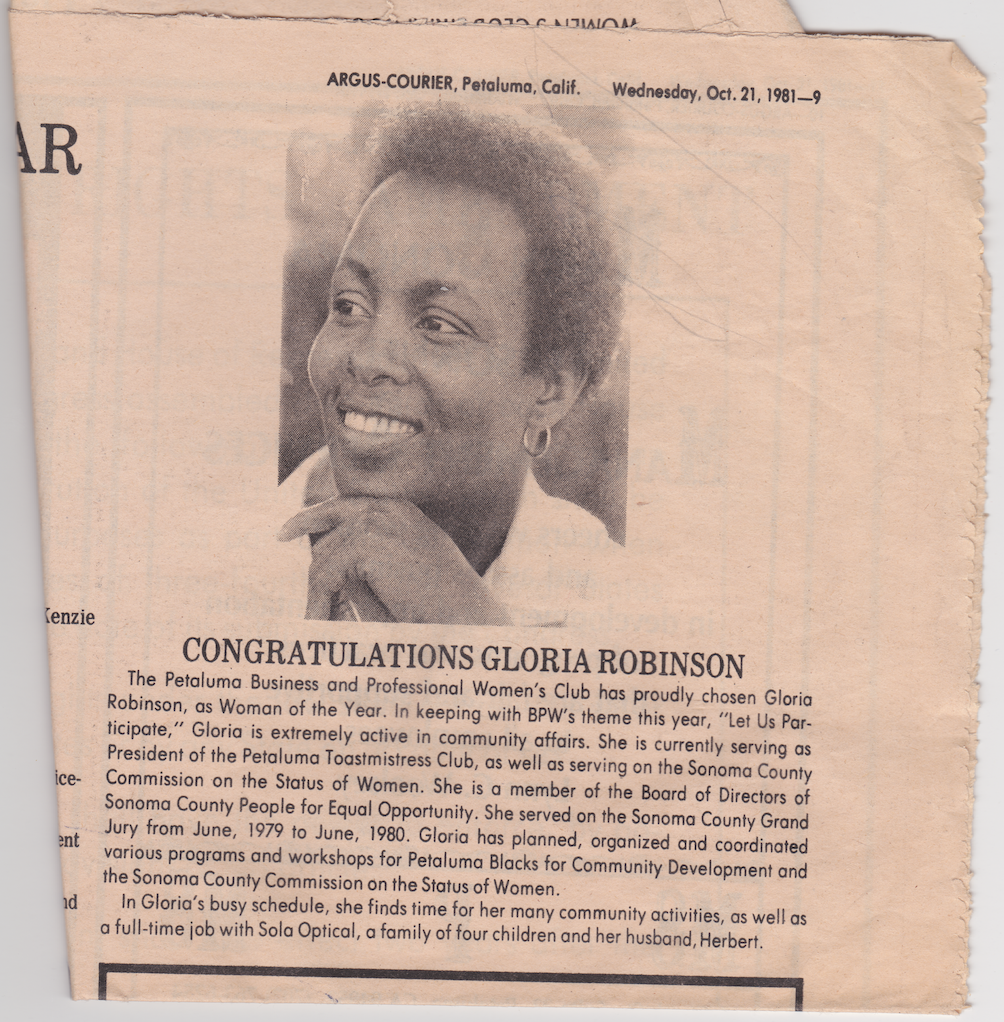 ARGUS-COURIER, Petaluma, Calif. Wednesday, Oct. 21, 1981—9
AR
Kenzie
CONGRATULATIONS GLORIA ROBINSON
The Petaluma Business and Professional Women's Club has proudly chosen Gloria
Robinson, as Woman of the Year. In keeping with BPW's theme this year, "Let Us Par-
ticipate," Gloria is extremely active in community affairs. She is currently serving as
President of the Petaluma Toastmistress Club, as well as serving on the Sonoma County
Commission on the Status of Women. She is a member of the Board of Directors of
Sonoma County People for Equal Opportunity. She served on the Sonoma County Grand
Jury from June, 1979 to June, 1980. Gloria has planned, organized and coordinated
various programs and workshops for Petaluma Blacks for Community Development and
the Sonoma County Commission on the Status of Women.
In Gloria's busy schedule, she finds time for her many community activities, as well as
a full-time job with Sola Optical, a family of four children and her husband, Herbert.
ice-
ent
nd